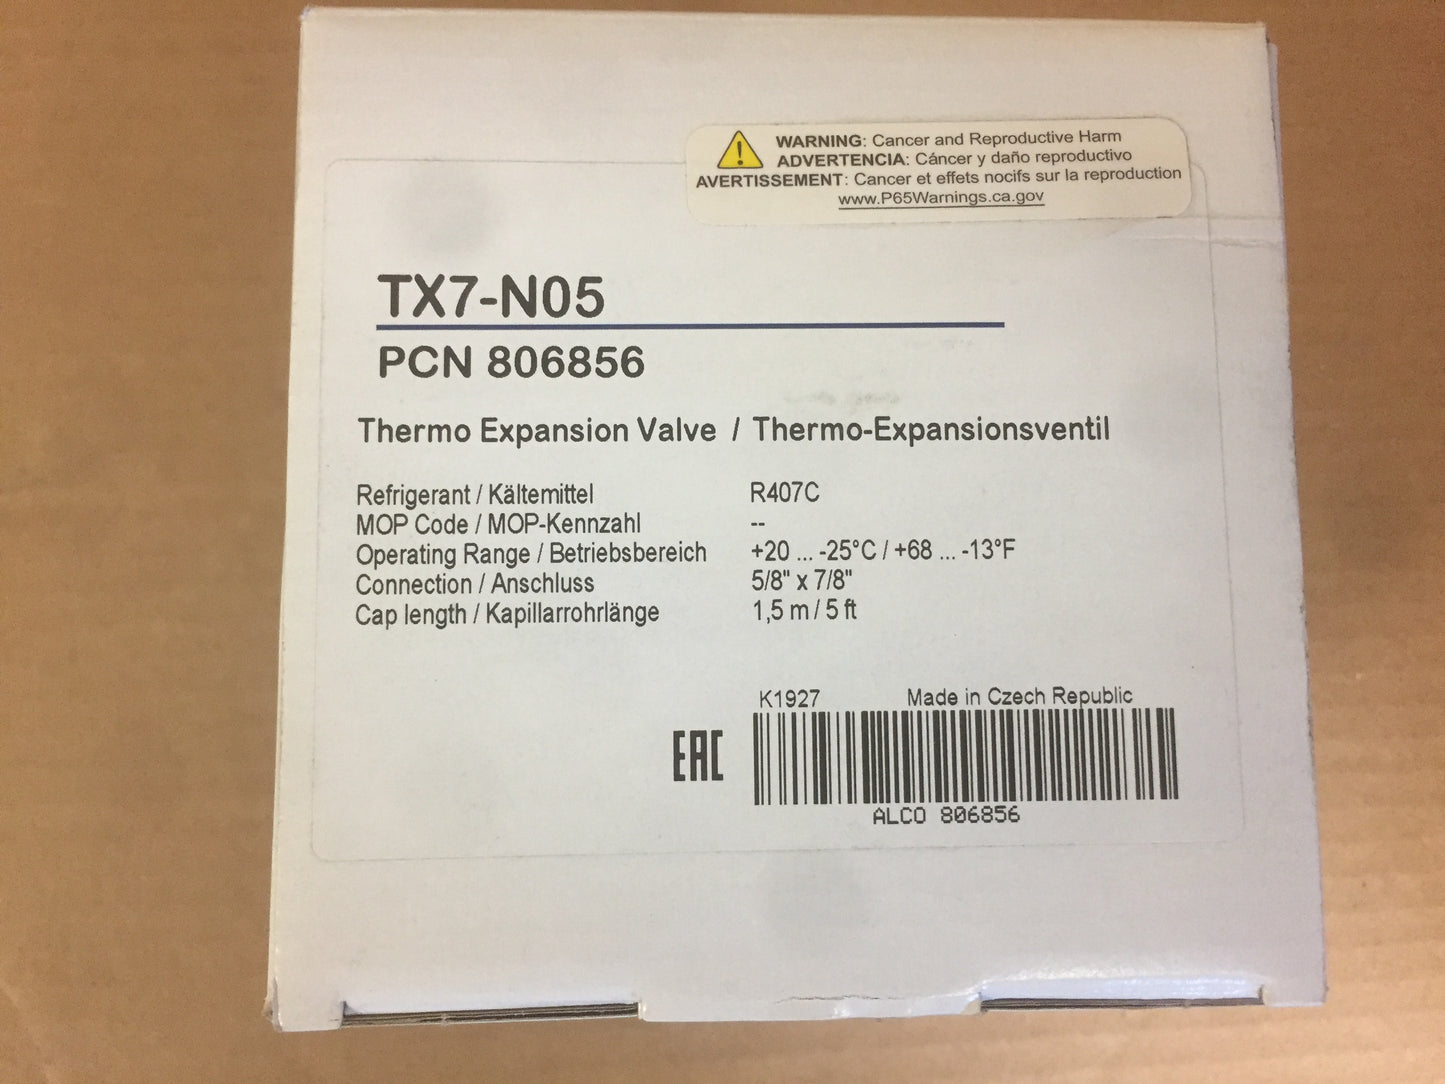 WARNING: Cancer and Reproductive Harm
ADVERTENCIA: Cáncer y daño reproductivo
AVERTISSEMENT: Cancer et effets nocifs sur la reproduction
www.P65Warnings.ca.gov
TX7-N05
PCN 806856
Thermo Expansion Valve / Thermo-Expansionsventil
Refrigerant / Kältemittel R407C
MOP Code / MOP-Kennzahl --
Operating Range / Betriebsbereich +20 ... -25°C / +68 ... -13°F
Connection / Anschluss 5/8" x 7/8"
Cap length / Kapillarrohrlänge 1,5 m / 5 ft
K1927 Made in Czech Republic
EAC
ALCO 806856